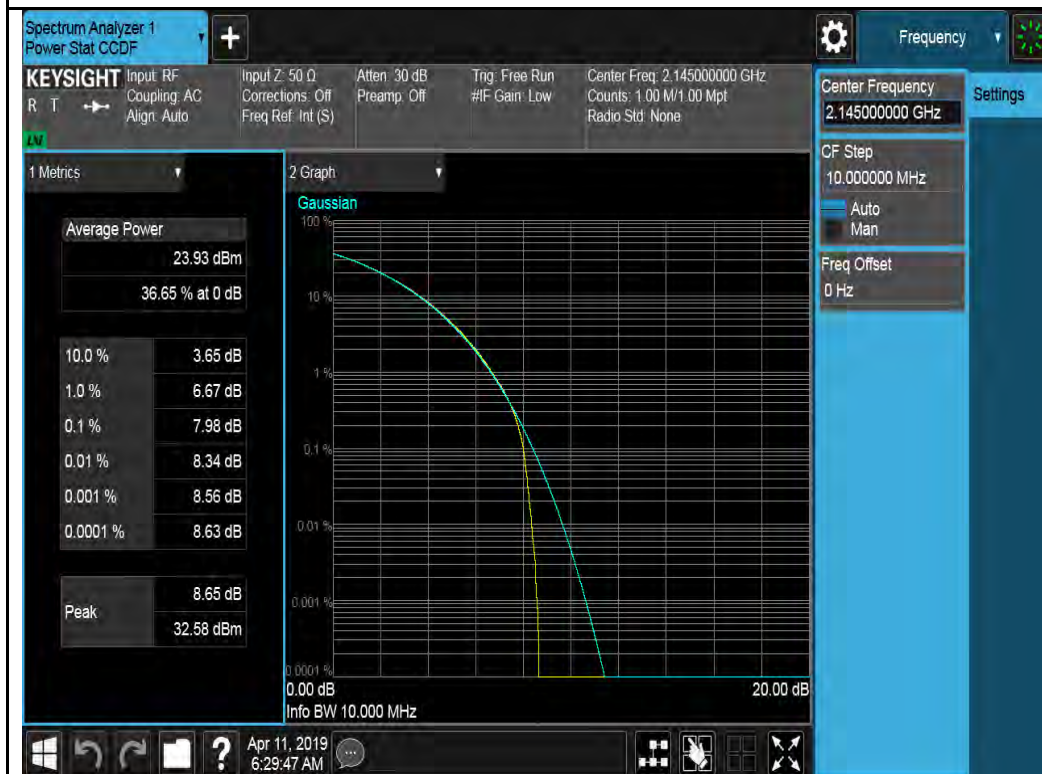 Spectrum Analyzer 1
Power Stat CCDF
+
Frequency
KEYSIGHT
R T
LXI
Input: RF
Coupling: AC
Align: Auto
Input Z: 50 Ω
Corrections: Off
Freq Ref: Int (S)
Atten: 30 dB
Preamp: Off
Trig: Free Run
#IF Gain: Low
Center Freq: 2.145000000 GHz
Counts: 1.00 M/1.00 Mpt
Radio Std: None
Center Frequency
2.145000000 GHz
Settings
CF Step
10.000000 MHz
Auto
Man
Freq Offset
0 Hz
1 Metrics
Average Power
23.93 dBm
36.65 % at 0 dB
10.0 % 3.65 dB
1.0 % 6.67 dB
0.1 % 7.98 dB
0.01 % 8.34 dB
0.001 % 8.56 dB
0.0001 % 8.63 dB
Peak
8.65 dB
32.58 dBm
2 Graph
Gaussian
100 %
10 %
1 %
0.1 %
0.01 %
0.001 %
0.0001 %
0.00 dB 20.00 dB
Info BW 10.000 MHz
?
Apr 11, 2019
6:29:47 AM